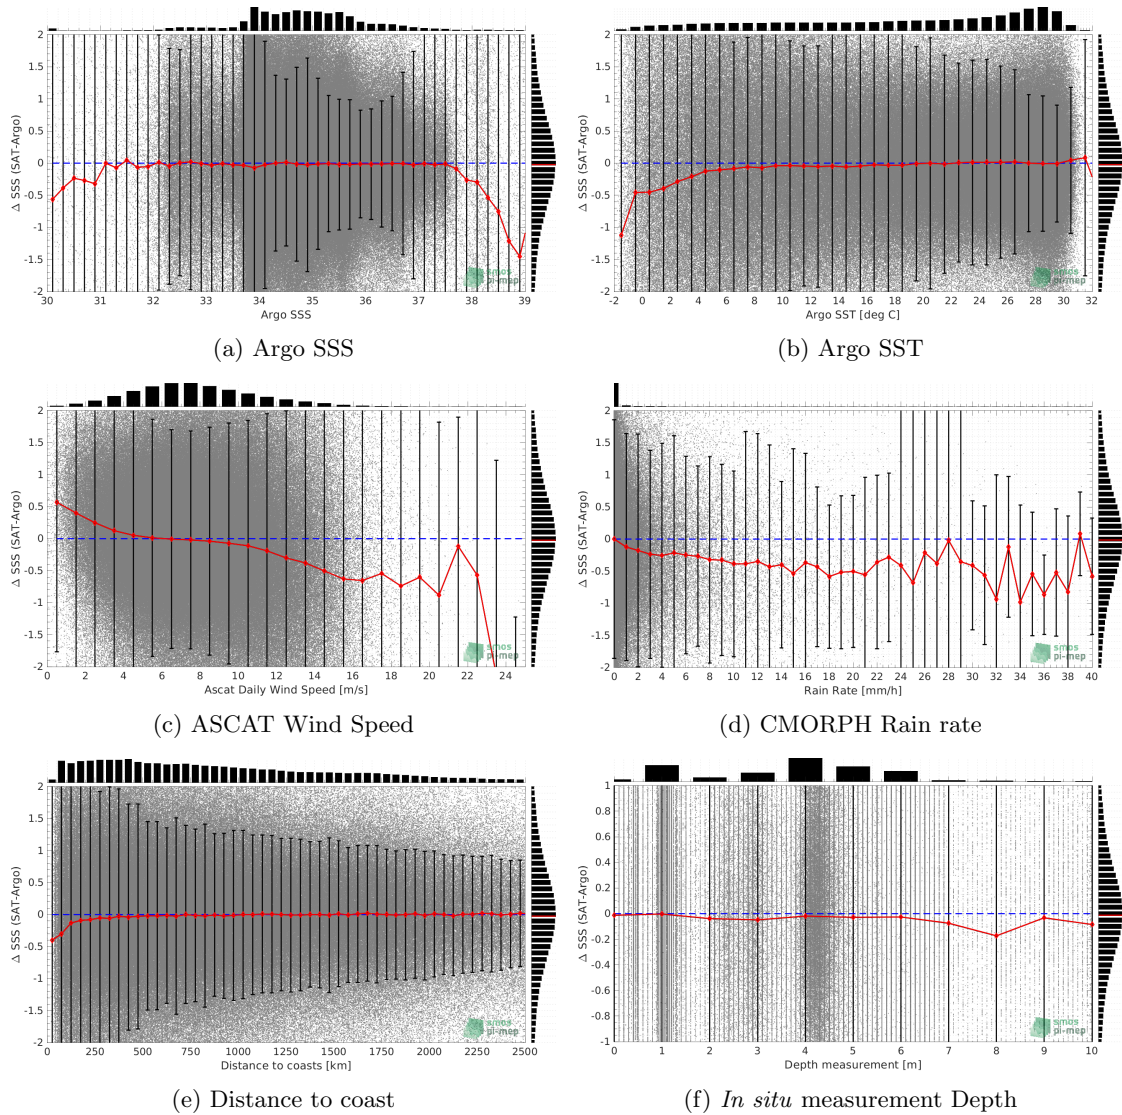 2
1.5
1
0.5
0
-0.5
-1
-1.5
-2
Δ SSS (SAT-Argo)
30 31 32 33 34 35 36 37 38 39
Argo SSS
smos
pi-mep
(a) Argo SSS
2
1.5
1
0.5
0
-0.5
-1
-1.5
-2
Δ SSS (SAT-Argo)
-2 0 2 4 6 8 10 12 14 16 18 20 22 24 26 28 30 32
Argo SST [deg C]
smos
pi-mep
(b) Argo SST
2
1.5
1
0.5
0
-0.5
-1
-1.5
-2
Δ SSS (SAT-Argo)
0 2 4 6 8 10 12 14 16 18 20 22 24
Ascat Daily Wind Speed [m/s]
smos
pi-mep
(c) ASCAT Wind Speed
2
1.5
1
0.5
0
-0.5
-1
-1.5
-2
Δ SSS (SAT-Argo)
0 2 4 6 8 10 12 14 16 18 20 22 24 26 28 30 32 34 36 38 40
Rain Rate [mm/h]
smos
pi-mep
(d) CMORPH Rain rate
2
1.5
1
0.5
0
-0.5
-1
-1.5
-2
Δ SSS (SAT-Argo)
0 250 500 750 1000 1250 1500 1750 2000 2250 2500
Distance to coasts [km]
smos
pi-mep
(e) Distance to coast
1
0.8
0.6
0.4
0.2
0
-0.2
-0.4
-0.6
-0.8
-1
Δ SSS (SAT-Argo)
0 1 2 3 4 5 6 7 8 9 10
Depth measurement [m]
smos
pi-mep
(f) In situ measurement Depth